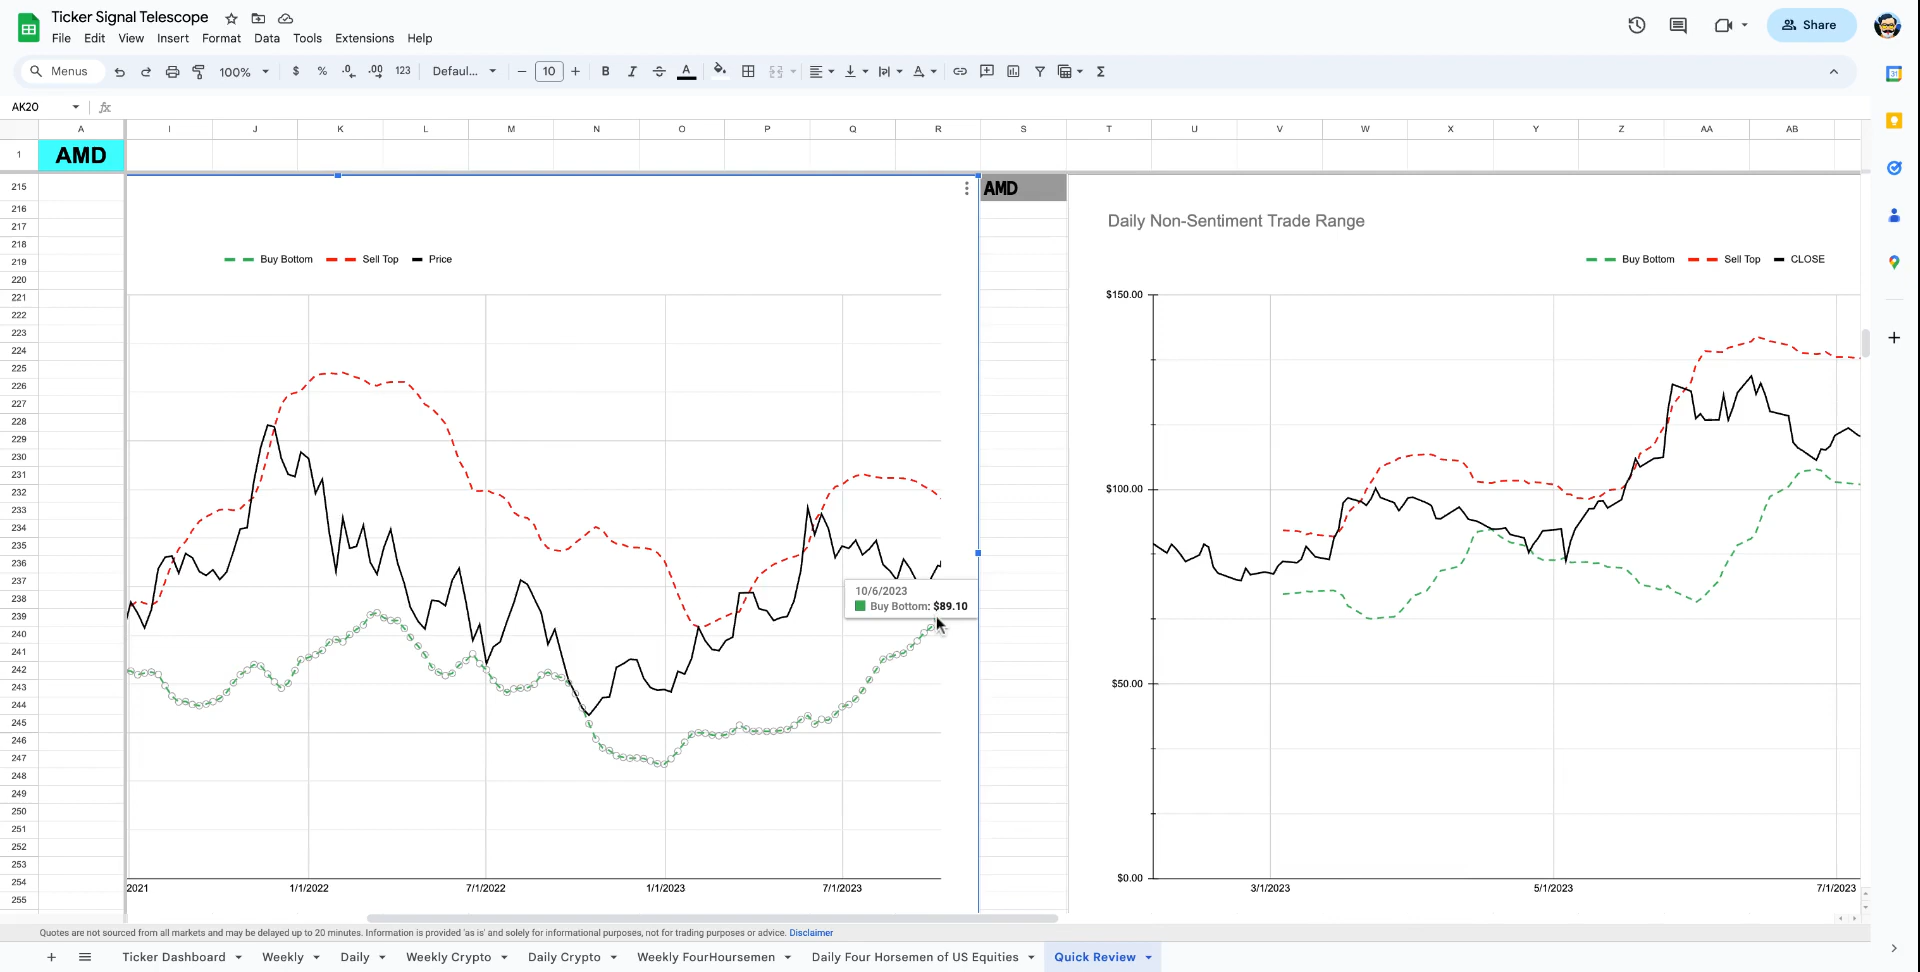 Ticker Signal Telescope
File Edit View Insert Format Data Tools Extensions Help
Share
Menus 100% $ % .0 .00 123 Defaul... 10 B I A
AK20 fx
A I J K L M N O P Q R S T U V W X Y Z AA AB
1 AMD
215 AMD
216
217
218
219
220
221
222
223
224
225
226
227
228
229
230
231
232
233
234
235
236
237
238
239
240
241
242
243
244
245
246
247
248
249
250
251
252
253
254
255
Buy Bottom Sell Top Price
10/6/2023
Buy Bottom: $89.10
2021 1/1/2022 7/1/2022 1/1/2023 7/1/2023
Daily Non-Sentiment Trade Range
Buy Bottom Sell Top CLOSE
$150.00
$100.00
$50.00
$0.00
3/1/2023 5/1/2023 7/1/2023
Quotes are not sourced from all markets and may be delayed up to 20 minutes. Information is provided 'as is' and solely for informational purposes, not for trading purposes or advice. Disclaimer
Ticker Dashboard Weekly Daily Weekly Crypto Daily Crypto Weekly FourHoursemen Daily Four Horsemen of US Equities Quick Review
31